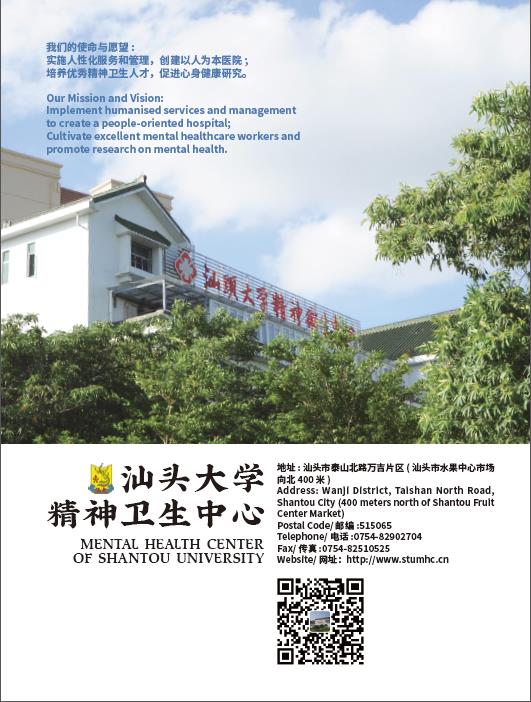 我们的使命与愿望：
实施人性化服务和管理，创建以人为本医院；
培养优秀精神卫生人才，促进心身健康研究。
Our Mission and Vision:
Implement humanised services and management
to create a people-oriented hospital;
Cultivate excellent mental healthcare workers and
promote research on mental health.
汕頭大学精神衛生中心
汕头大学
精神卫生中心
MENTAL HEALTH CENTER
OF SHANTOU UNIVERSITY
地址 : 汕头市泰山北路万吉片区 ( 汕头市水果中心市场
向北 400 米 )
Address: Wanji District, Taishan North Road,
Shantou City (400 meters north of Shantou Fruit
Center Market)
Postal Code/ 邮编 :515065
Telephone/ 电话 :0754-82902704
Fax/ 传真 :0754-82510525
Website/ 网址：http://www.stumhc.cn